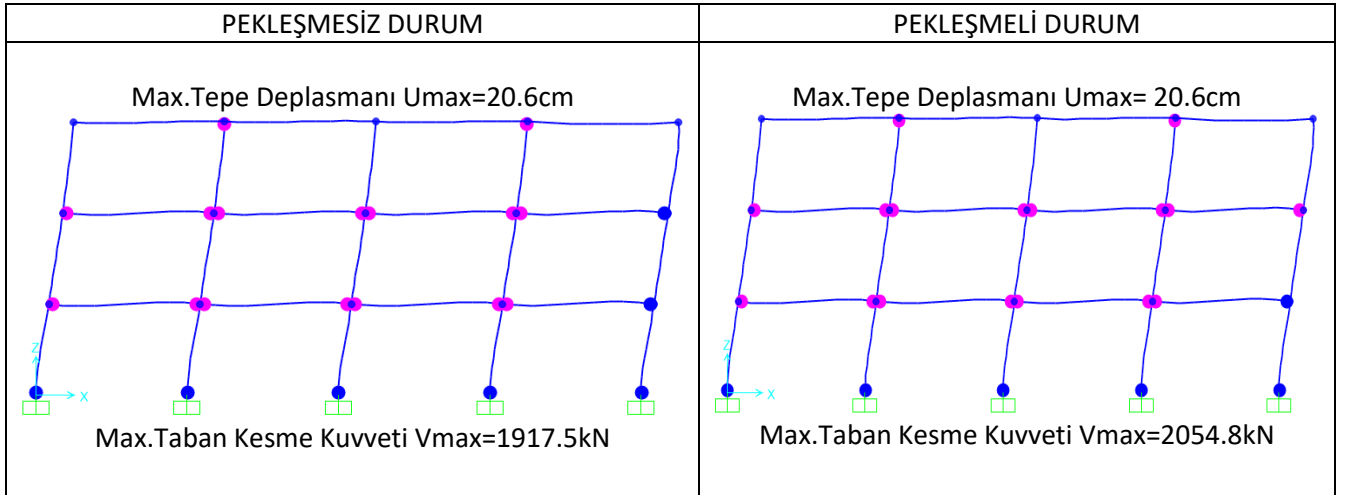 PEKLEŞMESİZ DURUM
PEKLEŞMELİ DURUM
Max.Tepe Deplasmanı Umax=20.6cm
Z
X
Max.Taban Kesme Kuvveti Vmax=1917.5kN
Max.Tepe Deplasmanı Umax= 20.6cm
Z
X
Max.Taban Kesme Kuvveti Vmax=2054.8kN